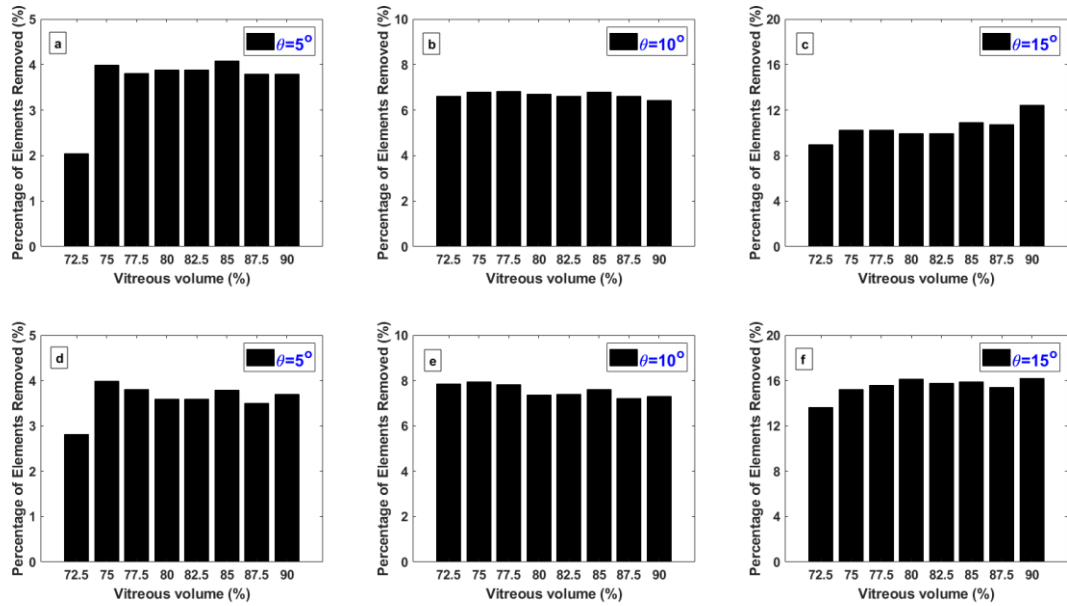 a
θ=5°
Percentage of Elements Removed (%)
5
4
3
2
1
0
72.5 75 77.5 80 82.5 85 87.5 90
Vitreous volume (%)
b
θ=10°
Percentage of Elements Removed (%)
10
8
6
4
2
0
72.5 75 77.5 80 82.5 85 87.5 90
Vitreous volume (%)
c
θ=15°
Percentage of Elements Removed (%)
20
16
12
8
4
0
72.5 75 77.5 80 82.5 85 87.5 90
Vitreous volume (%)
d
θ=5°
Percentage of Elements Removed (%)
5
4
3
2
1
0
72.5 75 77.5 80 82.5 85 87.5 90
Vitreous volume (%)
e
θ=10°
Percentage of Elements Removed (%)
10
8
6
4
2
0
72.5 75 77.5 80 82.5 85 87.5 90
Vitreous volume (%)
f
θ=15°
Percentage of Elements Removed (%)
20
16
12
8
4
0
72.5 75 77.5 80 82.5 85 87.5 90
Vitreous volume (%)